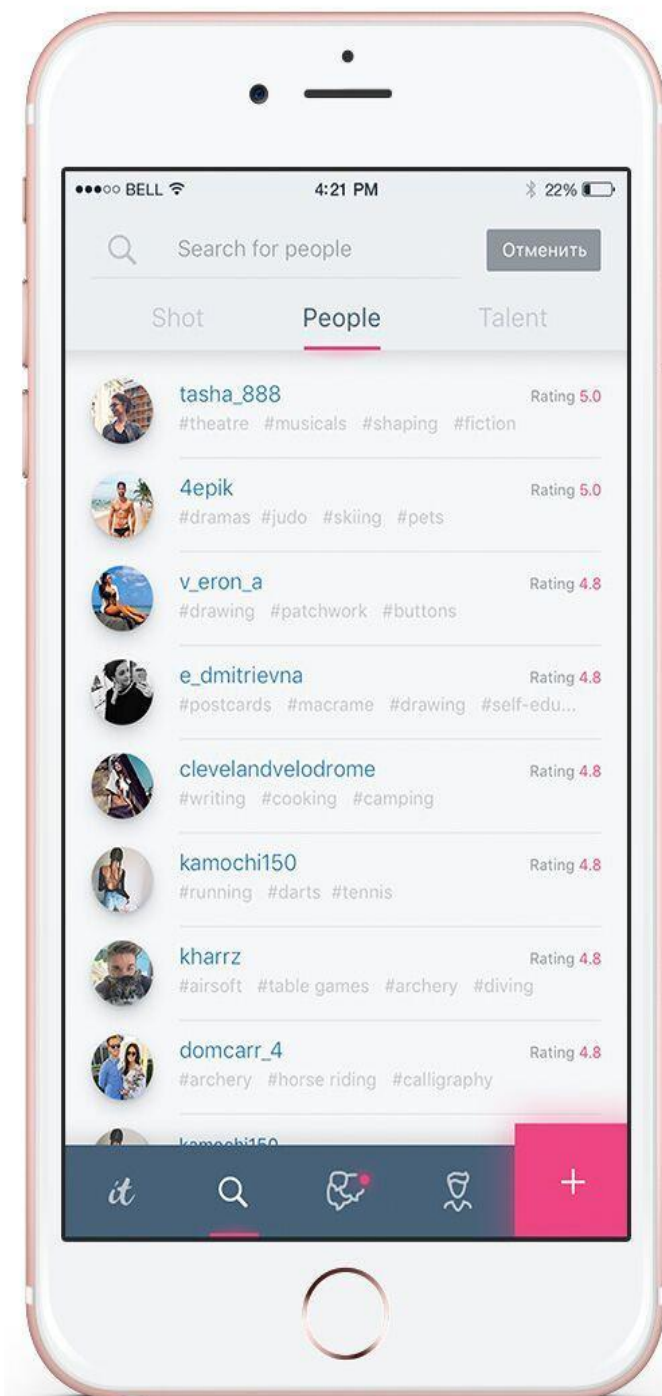 BELL 4:21 PM 22%
Search for people Отменить
Shot People Talent
tasha_888 Rating 5.0
#theatre #musicals #shaping #fiction
4epik Rating 5.0
#dramas #judo #skiing #pets
v_eron_a Rating 4.8
#drawing #patchwork #buttons
e_dmitrievna Rating 4.8
#postcards #macrame #drawing #self-edu...
clevelandvelodrome Rating 4.8
#writing #cooking #camping
kamochi150 Rating 4.8
#running #darts #tennis
kharrz Rating 4.8
#airsoft #table games #archery #diving
domcarr_4 Rating 4.8
#archery #horse riding #calligraphy
kamochi150
it +